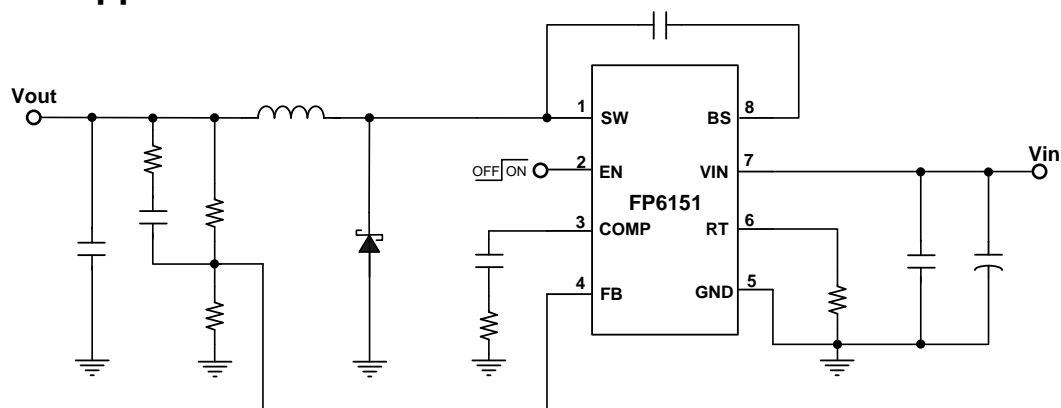 Vout
Vin
OFF ON
1
SW
2
EN
3
COMP
4
FB
FP6151
8
BS
7
VIN
6
RT
5
GND